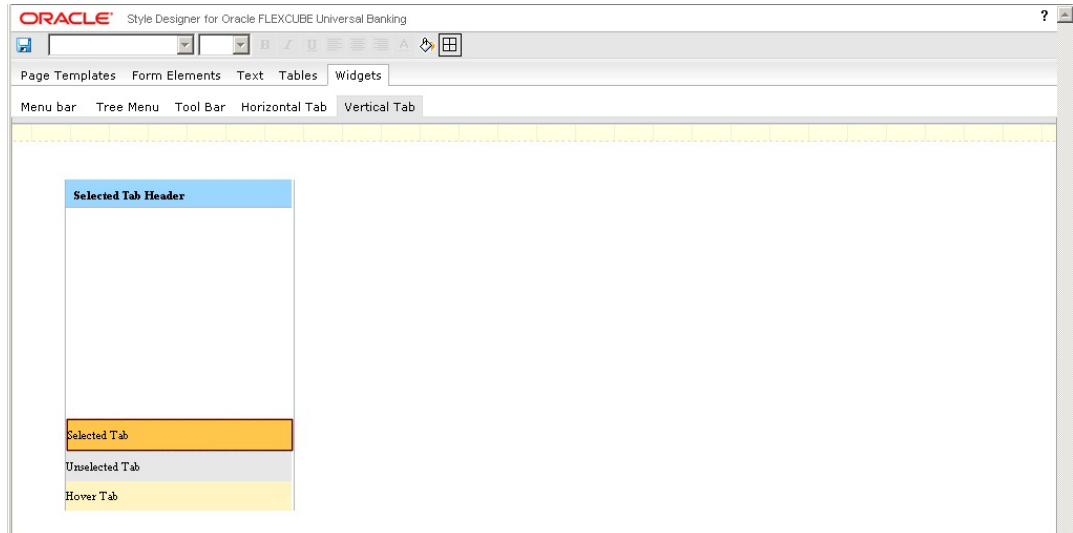 ORACLE® Style Designer for Oracle FLEXCUBE Universal Banking ?
B I U A
Page Templates Form Elements Text Tables Widgets
Menu bar Tree Menu Tool Bar Horizontal Tab Vertical Tab
Selected Tab Header
Selected Tab
Unselected Tab
Hover Tab